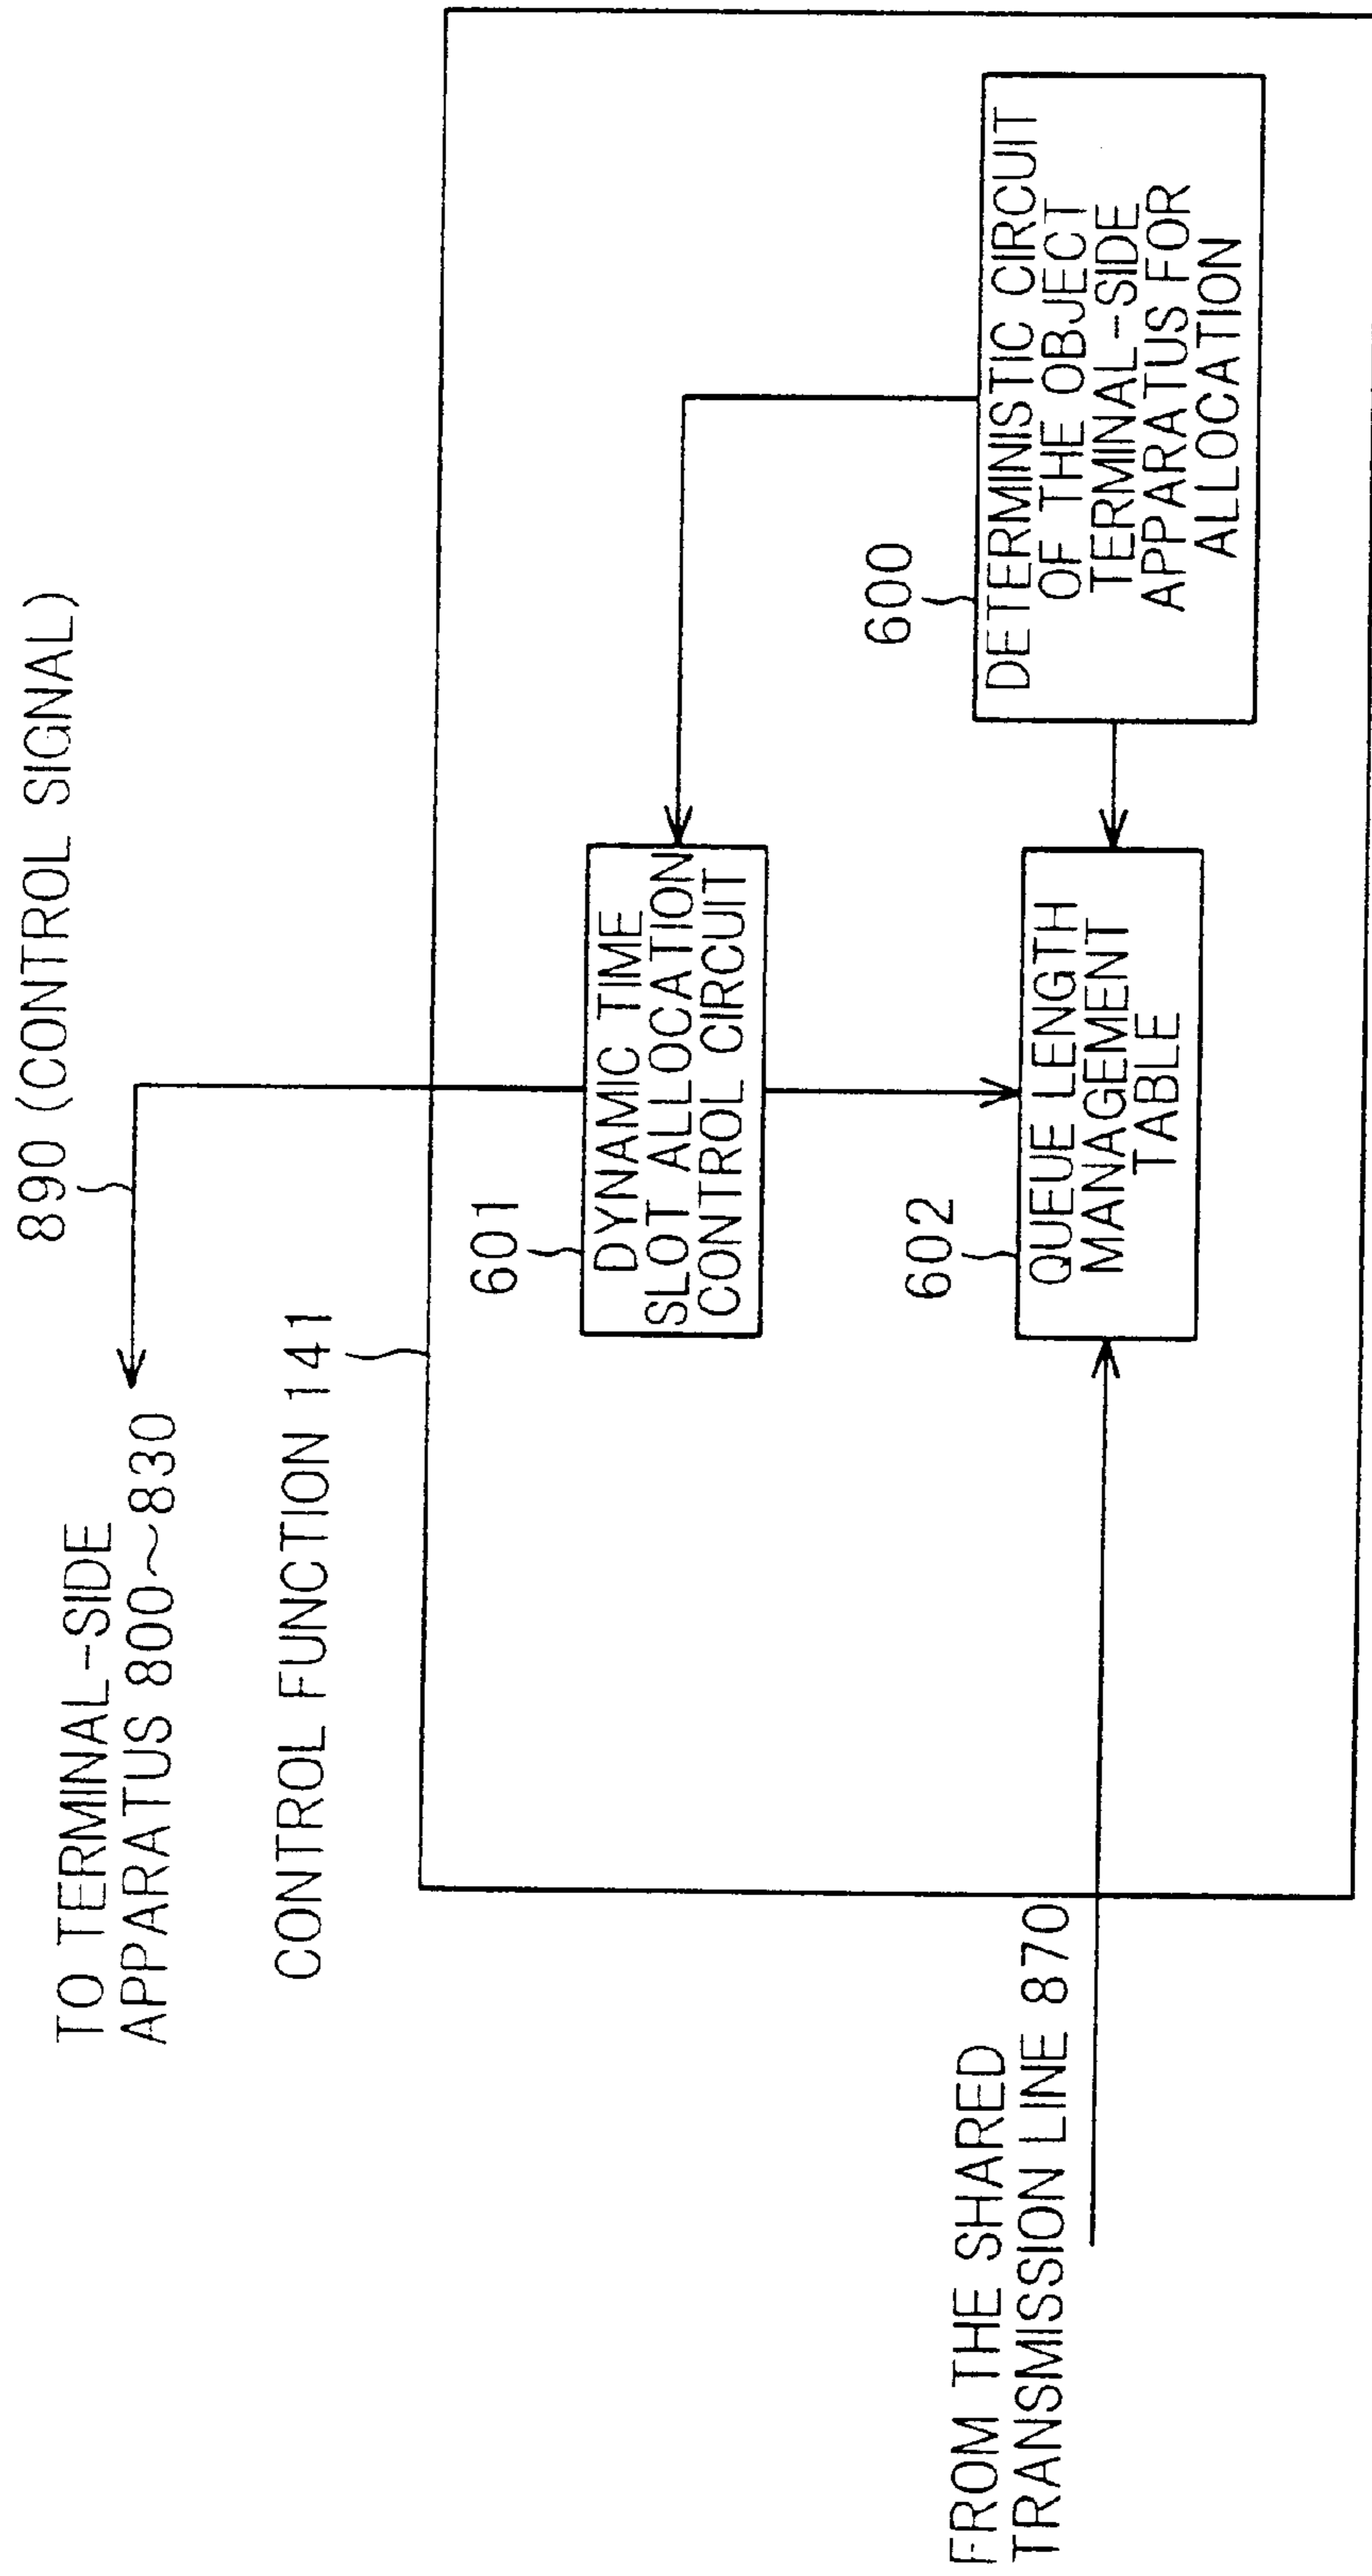 890 (CONTROL SIGNAL)
TO TERMINAL-SIDE
APPARATUS 800~830
CONTROL FUNCTION 141
601
DYNAMIC TIME
SLOT ALLOCATION
CONTROL CIRCUIT
600
DETERMINISTIC CIRCUIT
OF THE OBJECT
TERMINAL-SIDE
APPARATUS FOR
ALLOCATION
602
QUEUE LENGTH
MANAGEMENT
TABLE
FROM THE SHARED
TRANSMISSION LINE 870